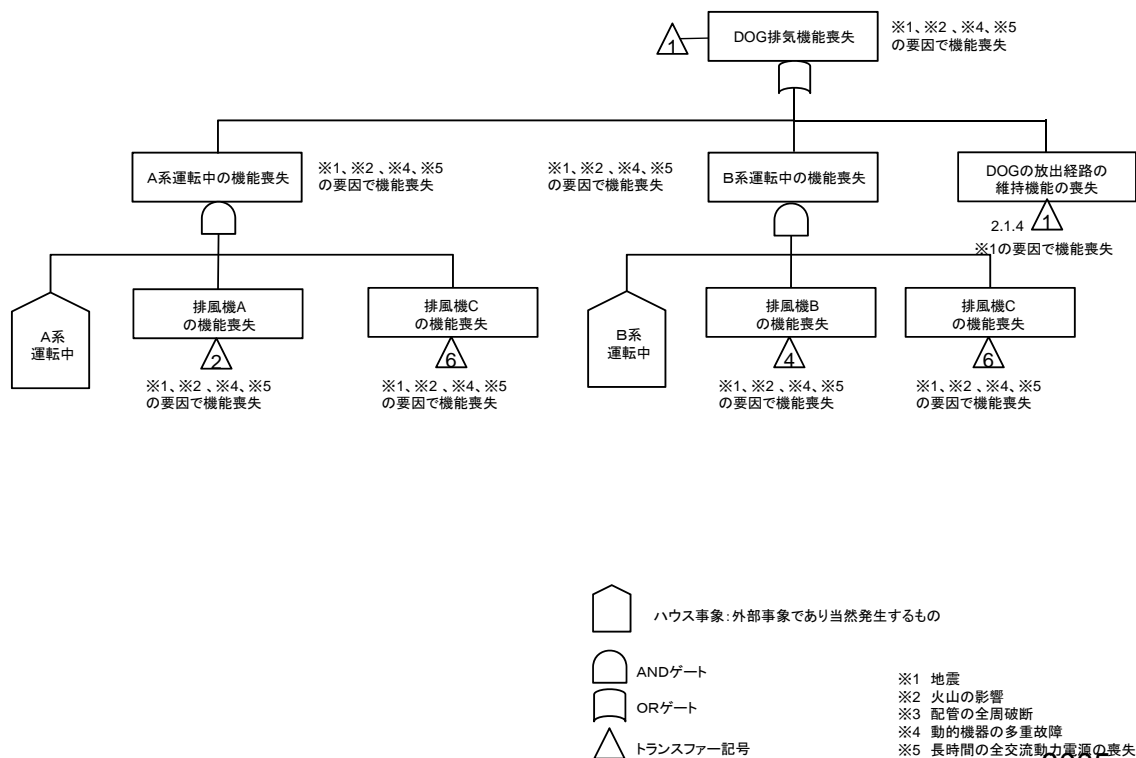 DOG排気機能喪失
1
※1、※2 、※4、※5
の要因で機能喪失
A系運転中の機能喪失
※1、※2 、※4、※5
の要因で機能喪失
※1、※2 、※4、※5
の要因で機能喪失
B系運転中の機能喪失
DOGの放出経路の
維持機能の喪失
2.1.4
1
※1の要因で機能喪失
A系
運転中
排風機A
の機能喪失
2
※1、※2 、※4、※5
の要因で機能喪失
排風機C
の機能喪失
6
※1、※2 、※4、※5
の要因で機能喪失
B系
運転中
排風機B
の機能喪失
4
※1、※2 、※4、※5
の要因で機能喪失
排風機C
の機能喪失
6
※1、※2 、※4、※5
の要因で機能喪失
ハウス事象：外部事象であり当然発生するもの
ANDゲート
ORゲート
トランスファー記号
※1 地震
※2 火山の影響
※3 配管の全周破断
※4 動的機器の多重故障
※5 長時間の全交流動力電源の喪失